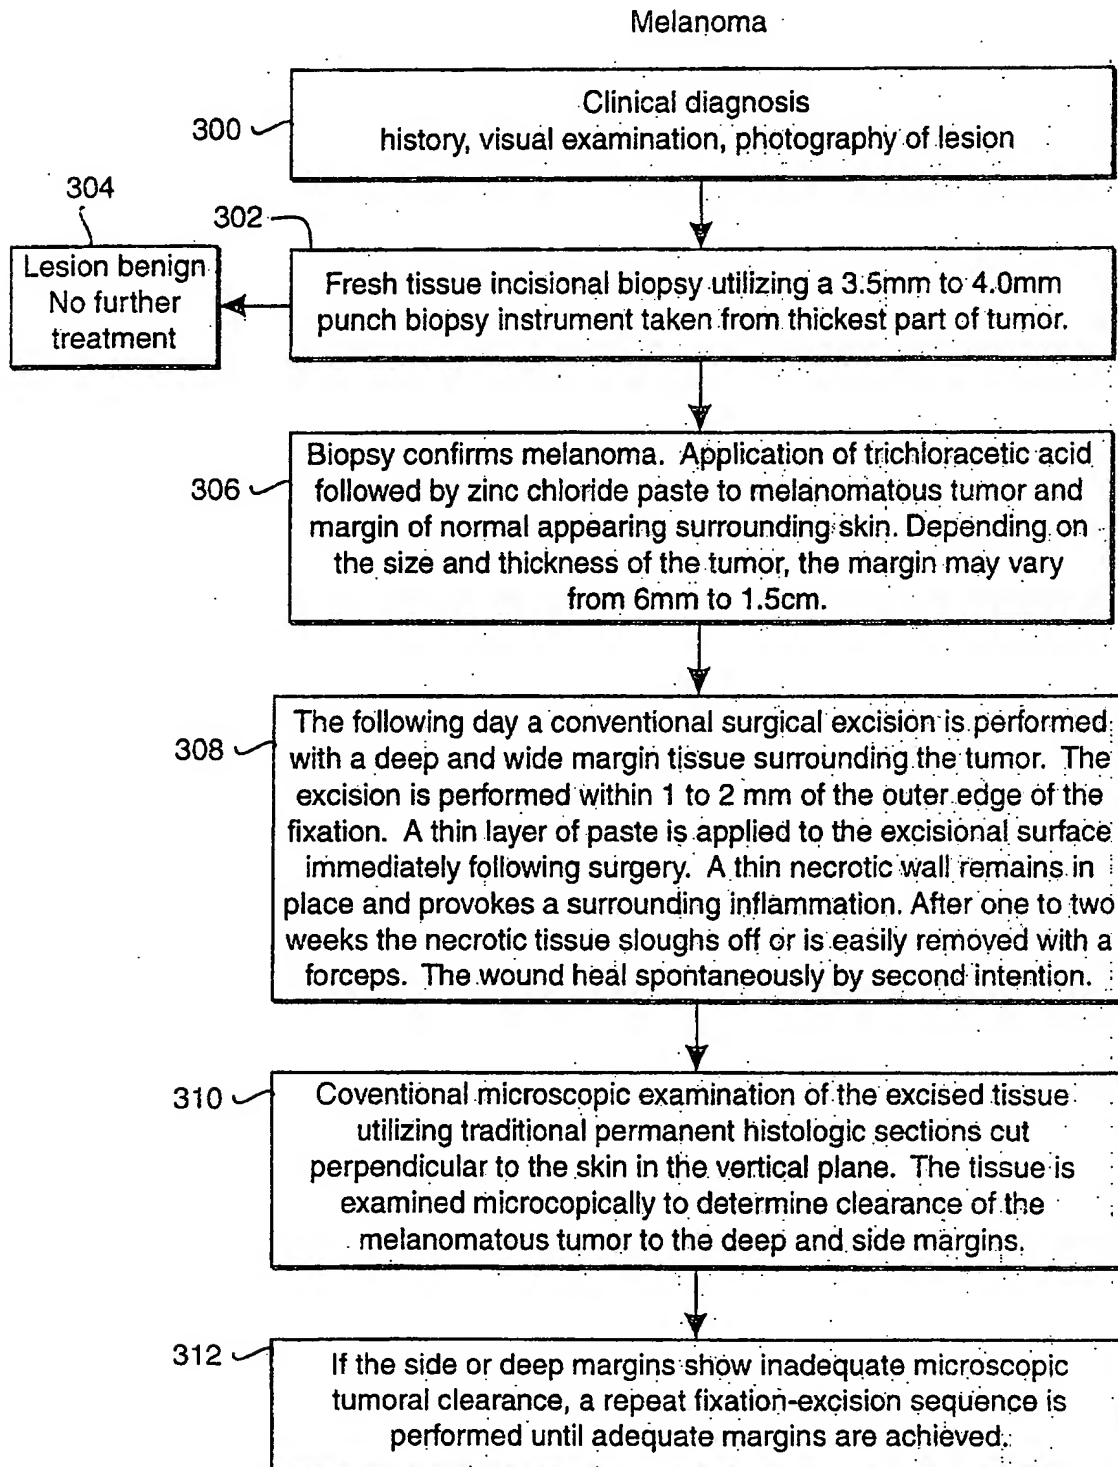 Melanoma
300
Clinical diagnosis
history, visual examination, photography of lesion
304
Lesion benign
No further
treatment
302
Fresh tissue incisional biopsy utilizing a 3.5mm to 4.0mm
punch biopsy instrument taken from thickest part of tumor.
306
Biopsy confirms melanoma. Application of trichloracetic acid
followed by zinc chloride paste to melanomatous tumor and
margin of normal appearing surrounding skin. Depending on
the size and thickness of the tumor, the margin may vary
from 6mm to 1.5cm.
308
The following day a conventional surgical excision is performed
with a deep and wide margin tissue surrounding the tumor. The
excision is performed within 1 to 2 mm of the outer edge of the
fixation. A thin layer of paste is applied to the excisional surface
immediately following surgery. A thin necrotic wall remains in
place and provokes a surrounding inflammation. After one to two
weeks the necrotic tissue sloughs off or is easily removed with a
forceps. The wound heal spontaneously by second intention.
310
Coventional microscopic examination of the excised tissue
utilizing traditional permanent histologic sections cut
perpendicular to the skin in the vertical plane. The tissue is
examined microcopically to determine clearance of the
melanomatous tumor to the deep and side margins.
312
If the side or deep margins show inadequate microscopic
tumoral clearance, a repeat fixation-excision sequence is
performed until adequate margins are achieved.